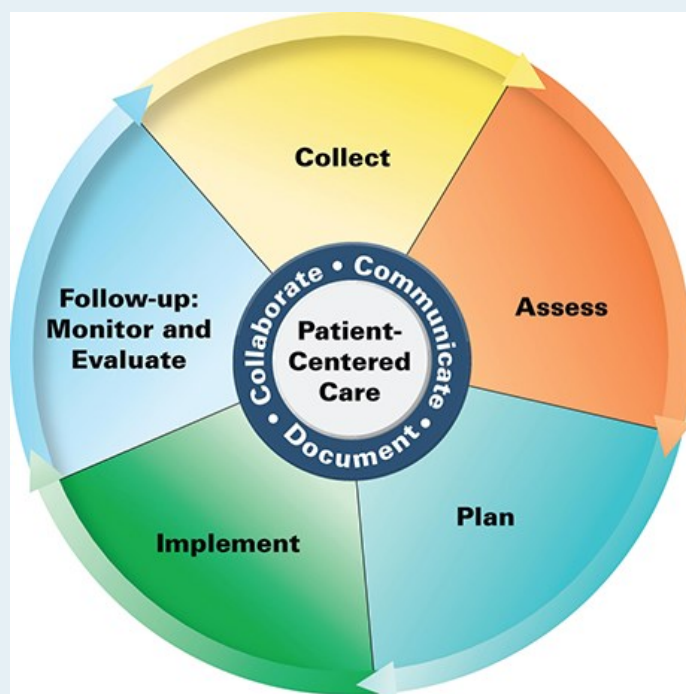 Collect
Assess
Plan
Implement
Follow-up:
Monitor and
Evaluate
Collaborate • Communicate • Document •
Patient-
Centered
Care